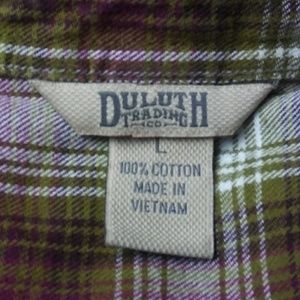 DULUTH
TRADING
CO
L
100% COTTON
MADE IN
VIETNAM